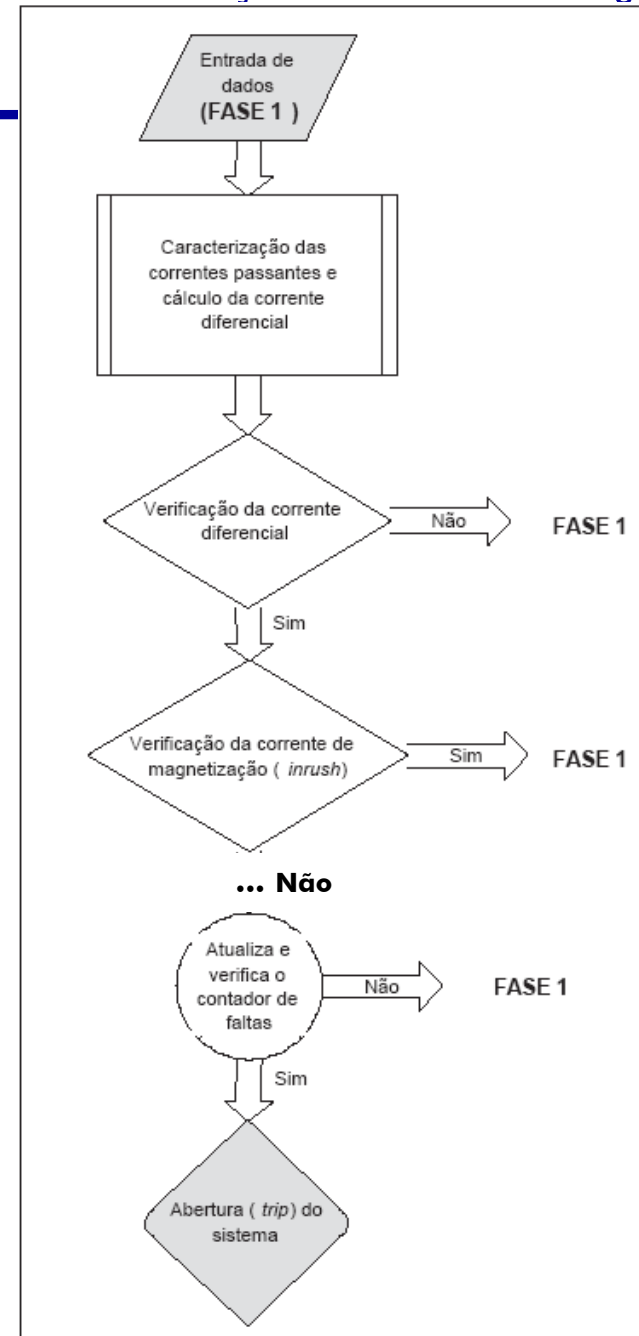 Entrada de
dados
(FASE 1 )
Caracterização das
correntes passantes e
cálculo da corrente
diferencial
Verificação da corrente
diferencial
Não
FASE 1
Sim
Verificação da corrente de
magnetização ( inrush)
Sim
FASE 1
... Não
Atualiza e
verifica o
contador de
faltas
Não
FASE 1
Sim
Abertura ( trip) do
sistema